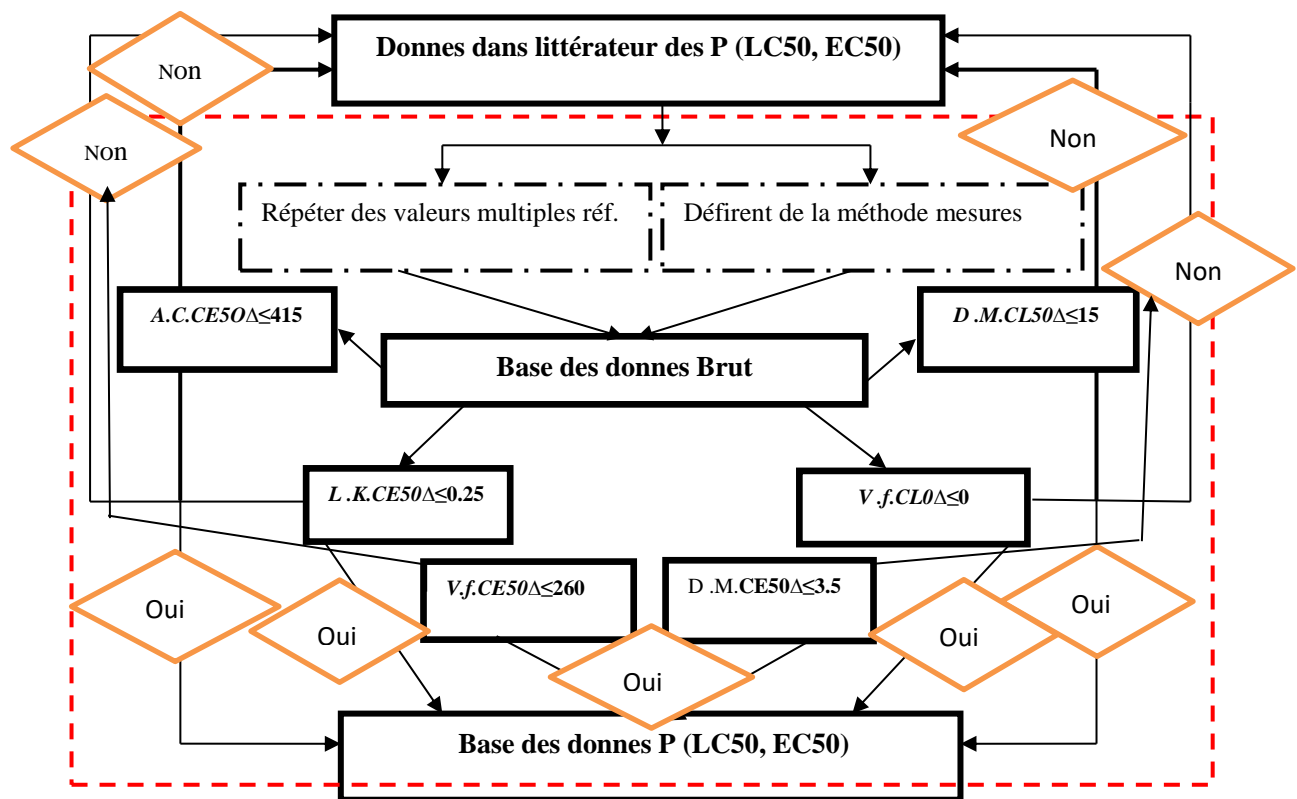 Donnes dans littérateur des P (LC50, EC50)
Non
Non
Non
Répéter des valeurs multiples réf.
Défirent de la méthode mesures
Non
A.C.CE5OΔ≤415
D .M.CL50Δ≤15
Base des donnes Brut
L .K.CE50Δ≤0.25
V .f.CL0Δ≤0
V.f.CE50Δ≤260
D .M.CE50Δ≤3.5
Oui
Oui
Oui
Oui
Oui
Base des donnes P (LC50, EC50)